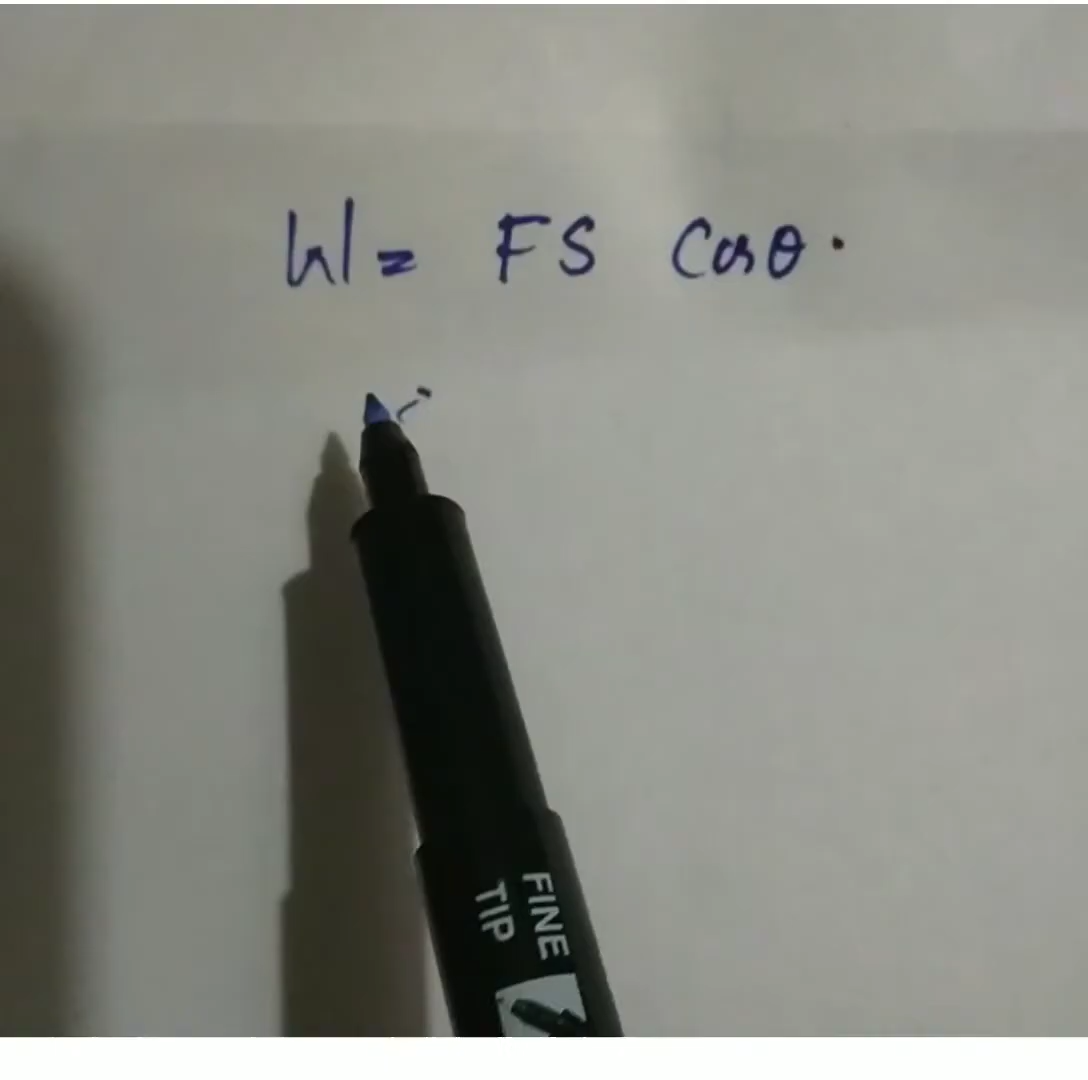 W = FS Cosθ.
FINE
TIP